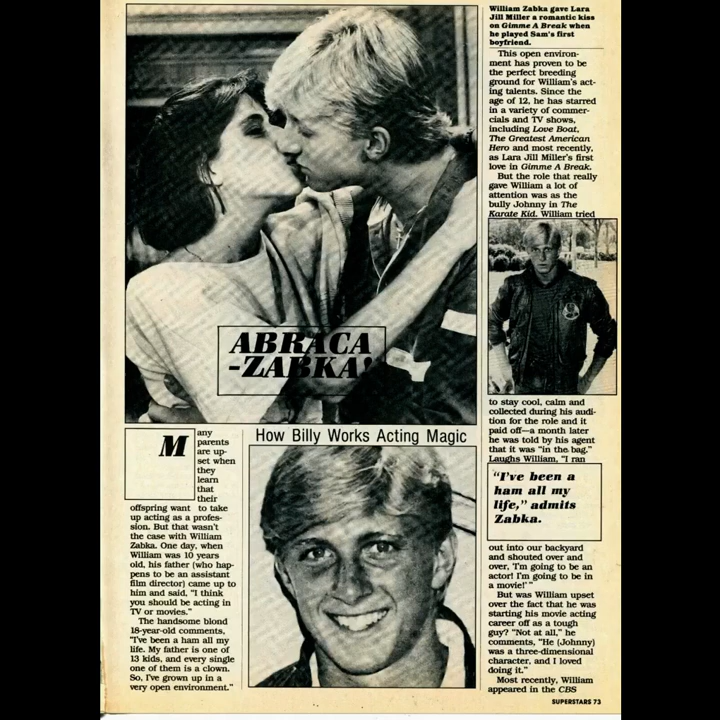 William Zabka gave Lara
Jill Miller a romantic kiss
on Gimme A Break when
he played Sam's first
boyfriend.
ABRACA
-ZABKA!
How Billy Works Acting Magic
Many
parents
are up-
set when
they
learn
that
their
offspring want to take
up acting as a profes-
sion. But that wasn't
the case with William
Zabka. One day, when
William was 10 years
old, his father (who hap-
pens to be an assistant
film director) came up to
him and said, "I think
you should be acting in
TV or movies."
The handsome blond
18-year-old comments,
"I've been a ham all my
life. My father is one of
13 kids, and every single
one of them is a clown.
So, I've grown up in a
very open environment."
This open environ-
ment has proven to be
the perfect breeding
ground for William's act-
ing talents. Since the
age of 12, he has starred
in a variety of commer-
cials and TV shows,
including Love Boat,
The Greatest American
Hero and most recently,
as Lara Jill Miller's first
love in Gimme A Break.
But the role that really
gave William a lot of
attention was as the
bully Johnny in The
Karate Kid. William tried
to stay cool, calm and
collected during his audi-
tion for the role and it
paid off—a month later
he was told by his agent
that it was "in the bag."
Laughs William, "I ran
"I've been a
ham all my
life," admits
Zabka.
out into our backyard
and shouted over and
over, 'I'm going to be an
actor! I'm going to be in
a movie!' "
But was William upset
over the fact that he was
starting his movie acting
career off as a tough
guy? "Not at all," he
comments, "He (Johnny)
was a three-dimensional
character, and I loved
doing it."
Most recently, William
appeared in the CBS
SUPERSTARS 73